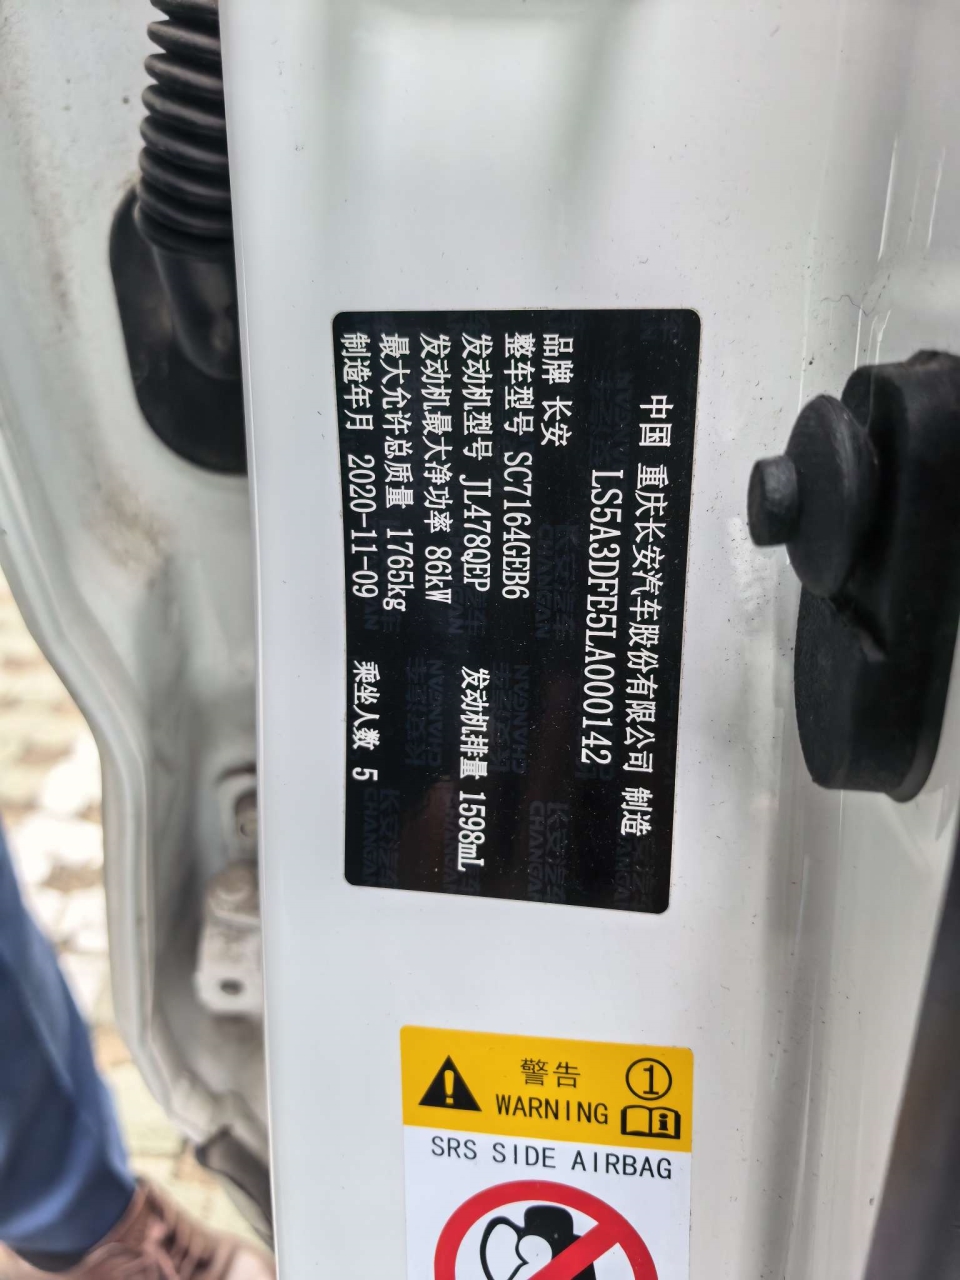 中国 重庆长安汽车股份有限公司 制造
LS5A3DFE5LA000142
品牌 长安
整车型号 SC7164GEB6
发动机型号 JL478QEP 发动机排量 1598mL
发动机最大净功率 86kW
最大允许总质量 1765kg
制造年月 2020-11-09 乘坐人数 5
警告
WARNING
1
SRS SIDE AIRBAG